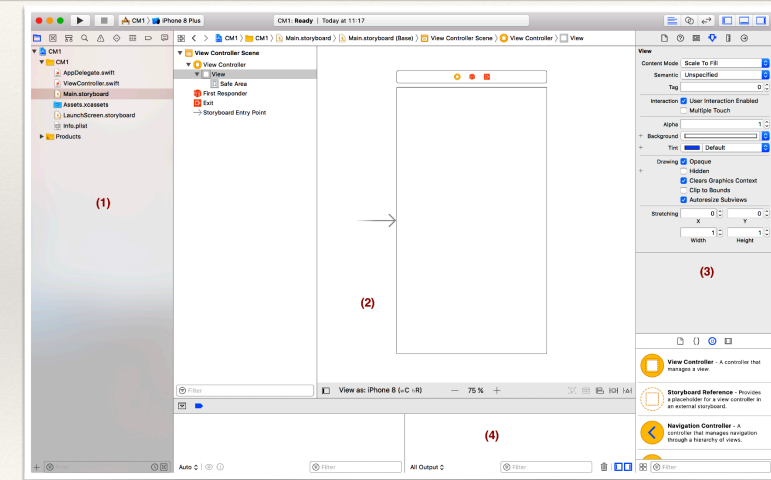 CM1 〉 iPhone 8 Plus
CM1: Ready | Today at 11:17
CM1 〉 CM1 〉 Main.storyboard 〉 Main.storyboard (Base) 〉 View Controller Scene 〉 View Controller 〉 View
CM1
CM1
AppDelegate.swift
ViewController.swift
Main.storyboard
Assets.xcassets
LaunchScreen.storyboard
Info.plist
Products
(1)
Filter
View Controller Scene
View Controller
View
Safe Area
First Responder
Exit
Storyboard Entry Point
Filter
(2)
View as: iPhone 8 (wC hR)
75 %
Auto
Filter
(4)
All Output
Filter
View
Content Mode Scale To Fill
Semantic Unspecified
Tag 0
Interaction User Interaction Enabled
Multiple Touch
Alpha 1
+ Background
+ Tint Default
Drawing Opaque
+ Hidden
Clears Graphics Context
Clip to Bounds
Autoresize Subviews
Stretching 0 0
X Y
1 1
Width Height
(3)
{}
View Controller - A controller that
manages a view.
Storyboard Reference - Provides
a placeholder for a view controller in
an external storyboard.
Navigation Controller - A
controller that manages navigation
through a hierarchy of views.
Filter